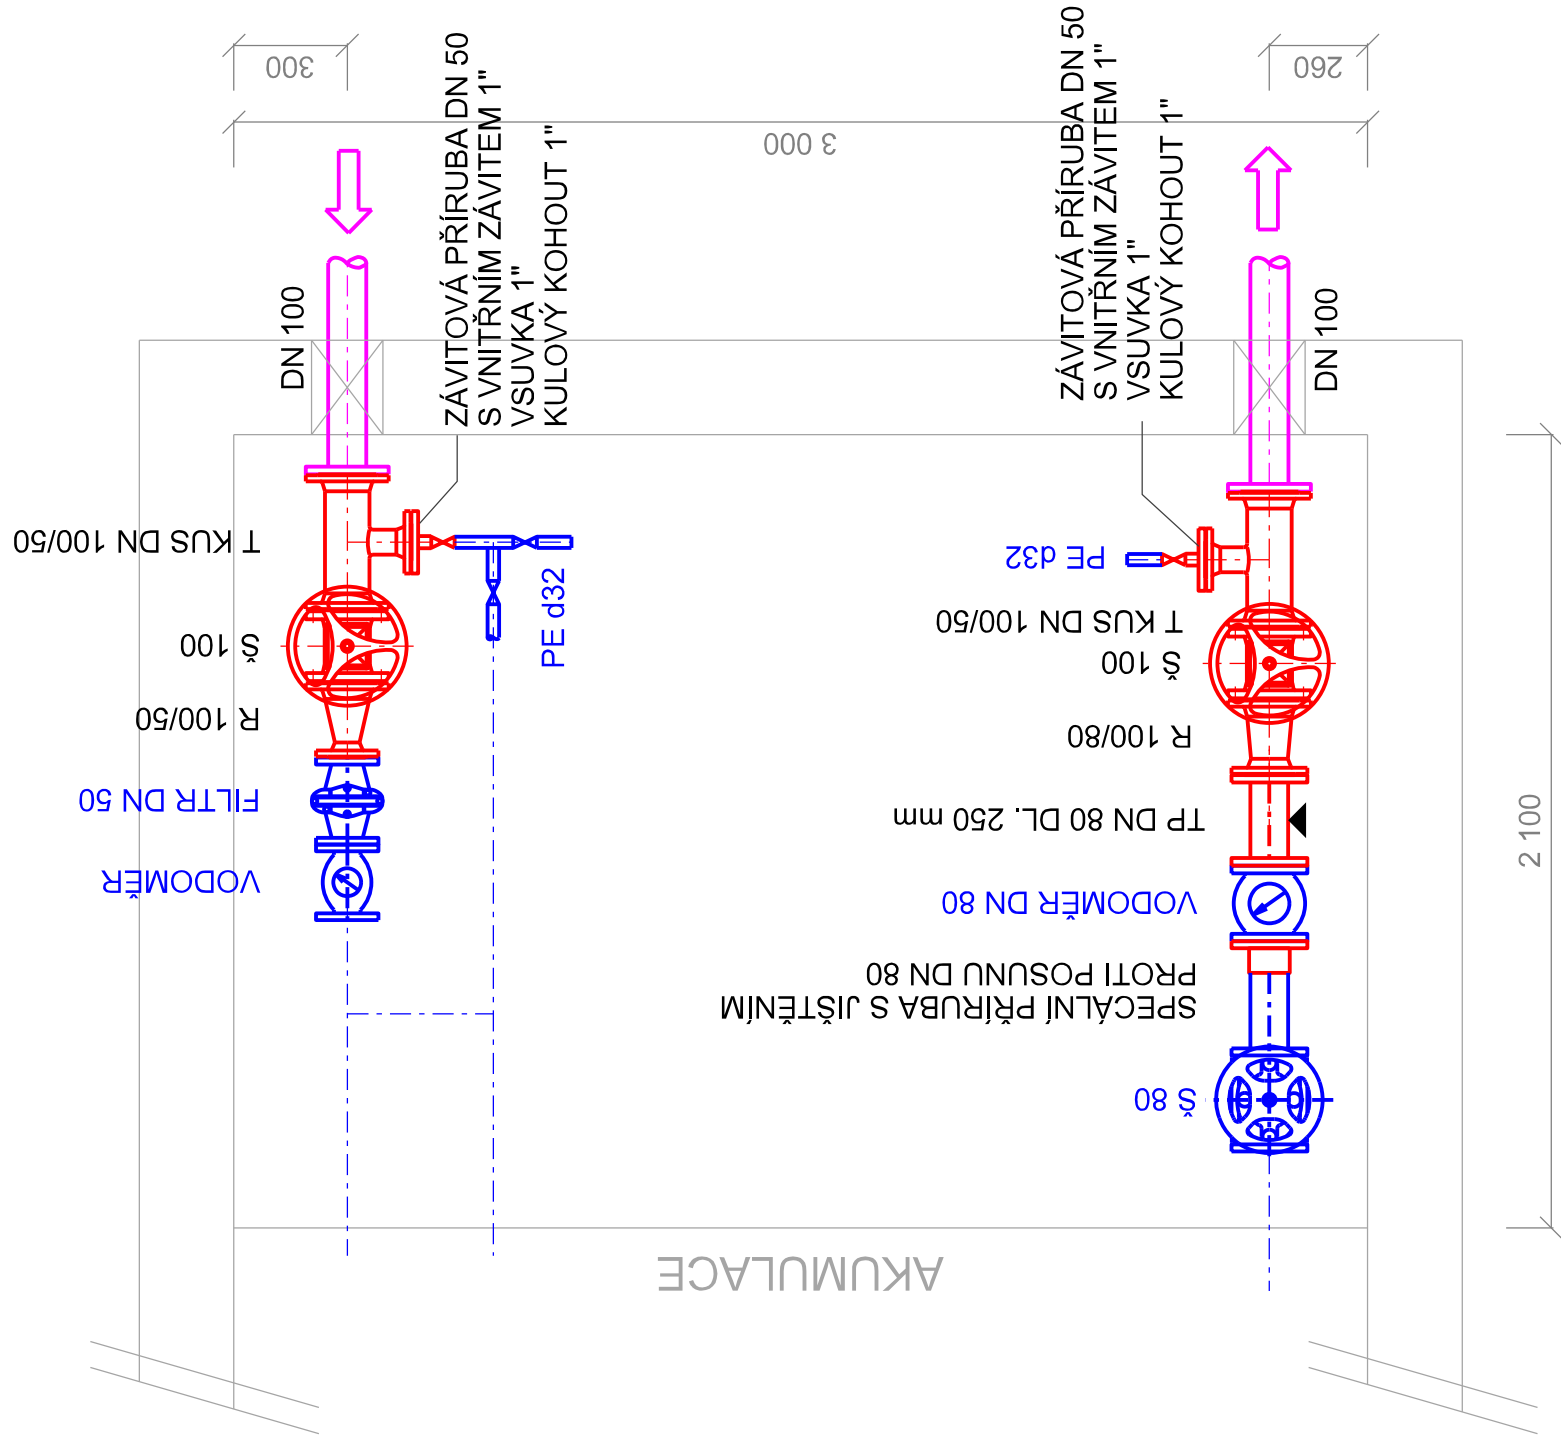 300
260
3 000
ZÁVITOVÁ PŘÍRUBA DN 50
S VNITŘNÍM ZÁVITEM 1"
VSUVKA 1"
KULOVÝ KOHOUT 1"
ZÁVITOVÁ PŘÍRUBA DN 50
S VNITŘNÍM ZÁVITEM 1"
VSUVKA 1"
KULOVÝ KOHOUT 1"
DN 100
DN 100
T KUS DN 100/50
Š 100
R 100/50
FILTR DN 50
VODOMĚR
PE d32
PE d32
T KUS DN 100/50
Š 100
R 100/80
TP DN 80 DL. 250 mm
VODOMĚR DN 80
SPECÁLNÍ PŘÍRUBA S JIŠTĚNÍM
PROTI POSUNU DN 80
Š 80
2 100
AKUMULACE